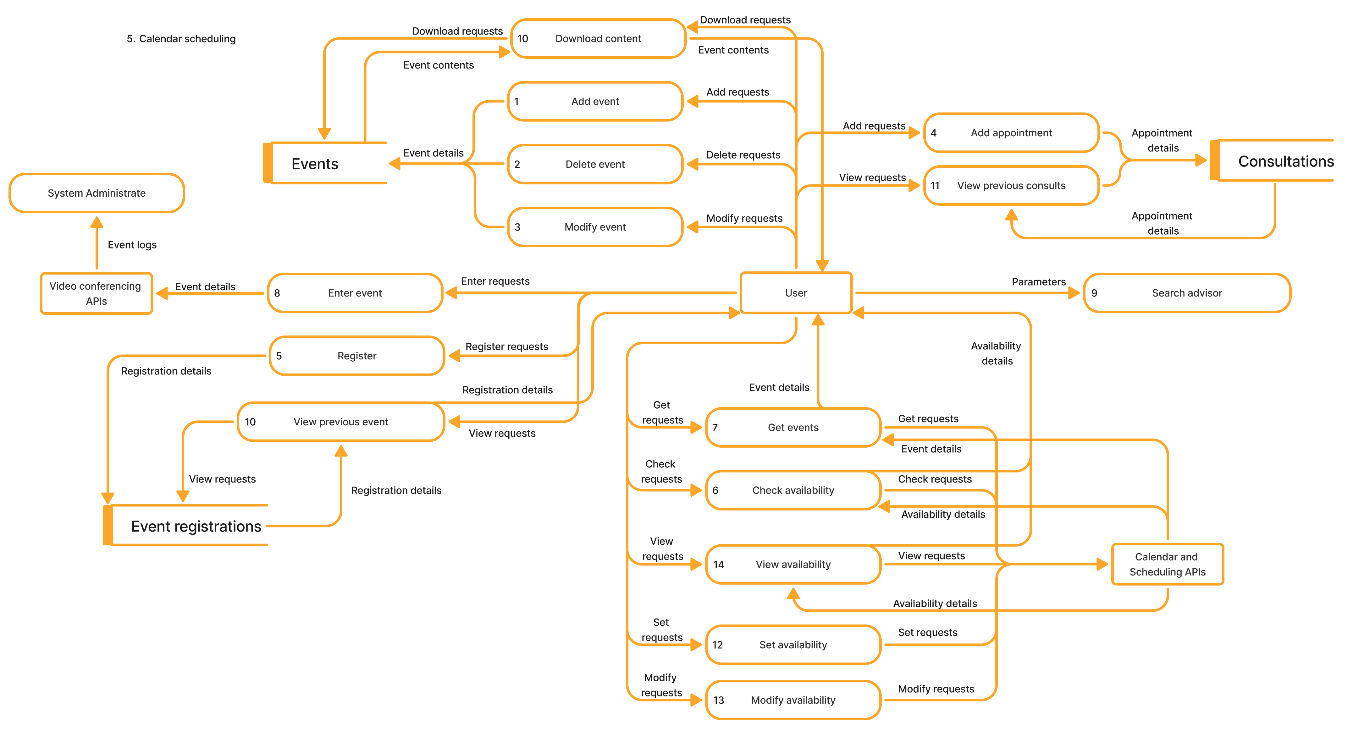 5. Calendar scheduling
Download requests
10 Download content
Download requests
Event contents
Event contents
1 Add event
Add requests
Add requests
4 Add appointment
Appointment
details
Events
Event details
2 Delete event
Delete requests
Consultations
View requests
11 View previous consults
System Administrate
3 Modify event
Modify requests
Appointment
details
Event logs
Video conferencing
APIs
Event details
8 Enter event
Enter requests
User
Parameters
9 Search advisor
5 Register
Register requests
Registration details
Availability
details
Registration details
Event details
10 View previous event
View requests
Get
requests
7 Get events
Get requests
Event details
View requests
Registration details
Check
requests
6 Check availability
Check requests
Availability details
Event registrations
View
requests
14 View availability
View requests
Calendar and
Scheduling APIs
Availability details
Set
requests
12 Set availability
Set requests
Modify
requests
13 Modify availability
Modify requests